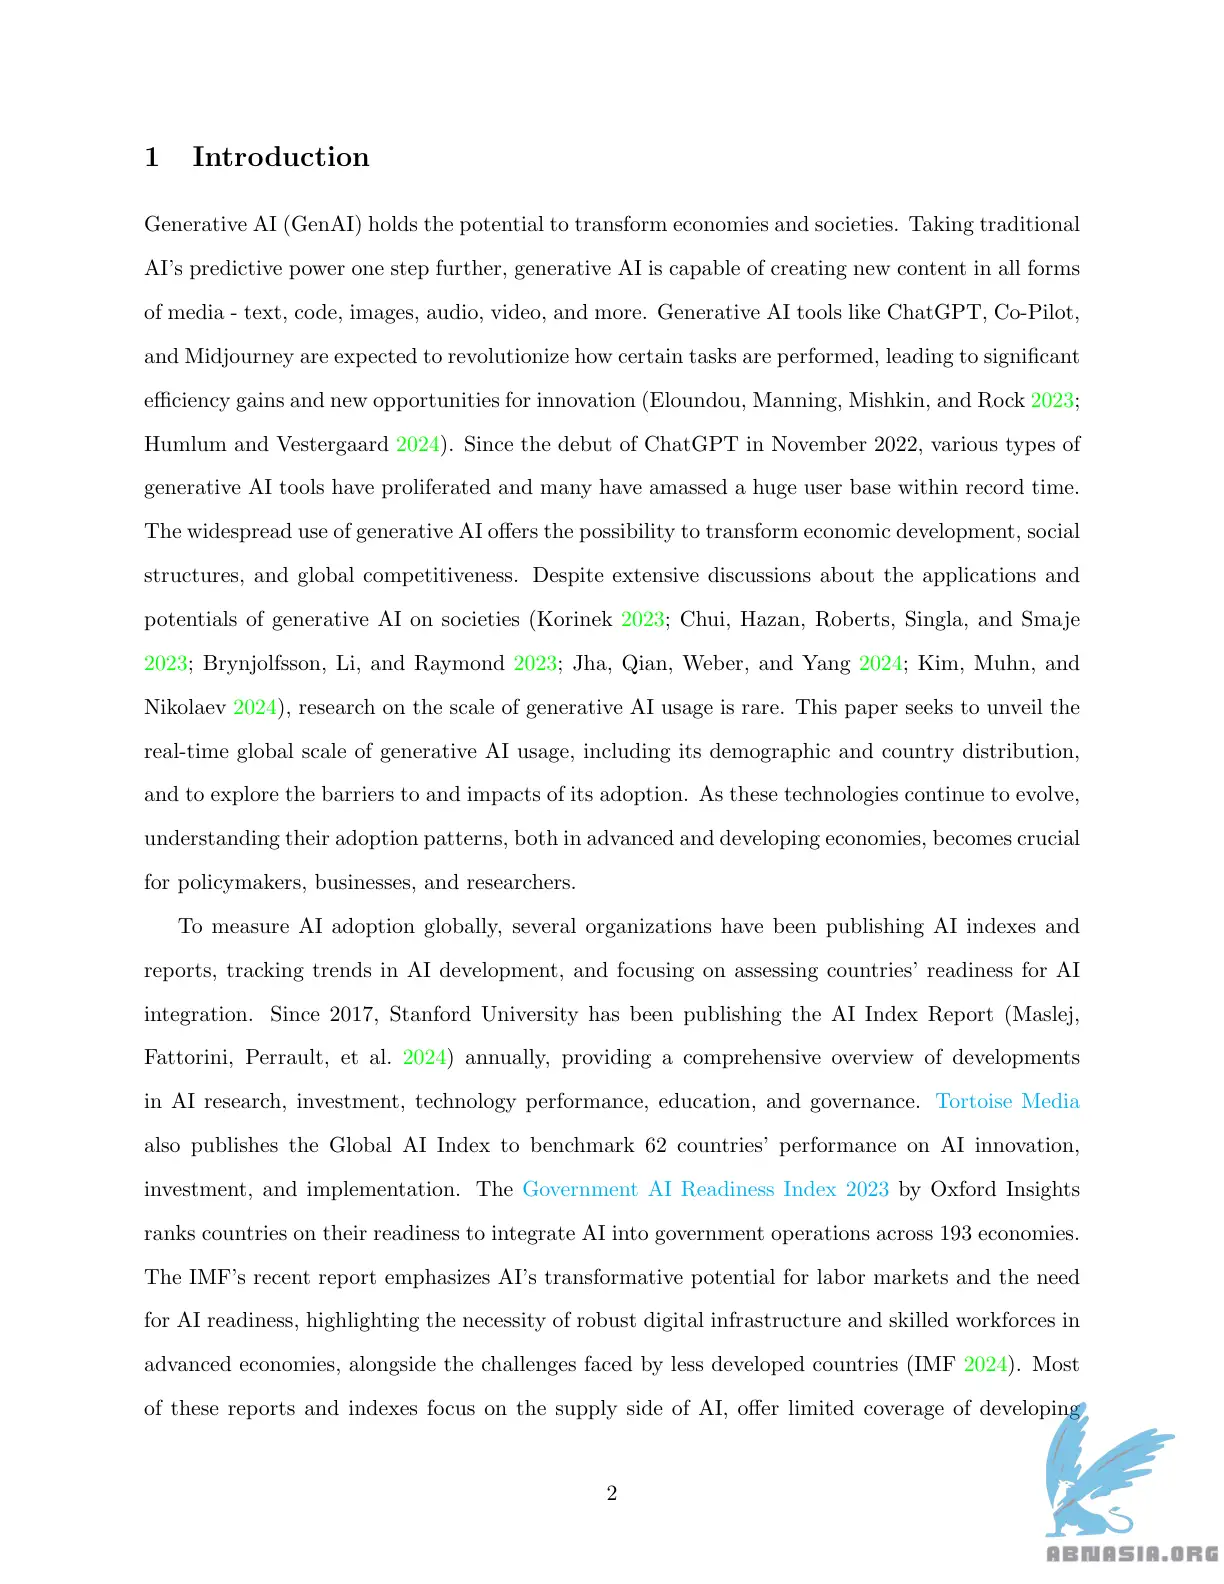 1 Introduction
Generative AI (GenAI) holds the potential to transform economies and societies. Taking traditional
AI's predictive power one step further, generative AI is capable of creating new content in all forms
of media - text, code, images, audio, video, and more. Generative AI tools like ChatGPT, Co-Pilot,
and Midjourney are expected to revolutionize how certain tasks are performed, leading to significant
efficiency gains and new opportunities for innovation (Eloundou, Manning, Mishkin, and Rock 2023;
Humlum and Vestergaard 2024). Since the debut of ChatGPT in November 2022, various types of
generative AI tools have proliferated and many have amassed a huge user base within record time.
The widespread use of generative AI offers the possibility to transform economic development, social
structures, and global competitiveness. Despite extensive discussions about the applications and
potentials of generative AI on societies (Korinek 2023; Chui, Hazan, Roberts, Singla, and Smaje
2023; Brynjolfsson, Li, and Raymond 2023; Jha, Qian, Weber, and Yang 2024; Kim, Muhn, and
Nikolaev 2024), research on the scale of generative AI usage is rare. This paper seeks to unveil the
real-time global scale of generative AI usage, including its demographic and country distribution,
and to explore the barriers to and impacts of its adoption. As these technologies continue to evolve,
understanding their adoption patterns, both in advanced and developing economies, becomes crucial
for policymakers, businesses, and researchers.
To measure AI adoption globally, several organizations have been publishing AI indexes and
reports, tracking trends in AI development, and focusing on assessing countries' readiness for AI
integration. Since 2017, Stanford University has been publishing the AI Index Report (Maslej,
Fattorini, Perrault, et al. 2024) annually, providing a comprehensive overview of developments
in AI research, investment, technology performance, education, and governance. Tortoise Media
also publishes the Global AI Index to benchmark 62 countries' performance on AI innovation,
investment, and implementation. The Government AI Readiness Index 2023 by Oxford Insights
ranks countries on their readiness to integrate AI into government operations across 193 economies.
The IMF's recent report emphasizes AI's transformative potential for labor markets and the need
for AI readiness, highlighting the necessity of robust digital infrastructure and skilled workforces in
advanced economies, alongside the challenges faced by less developed countries (IMF 2024). Most
of these reports and indexes focus on the supply side of AI, offer limited coverage of developing
2
ABNASIA.ORG